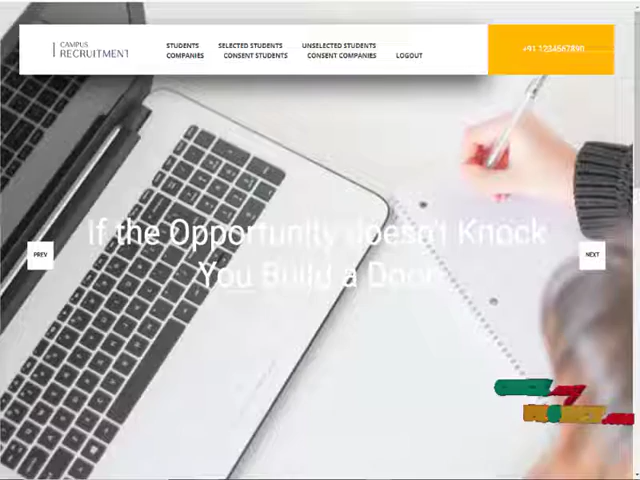 CAMPUS
RECRUITMENT
STUDENTS SELECTED STUDENTS UNSELECTED STUDENTS
COMPANIES CONSENT STUDENTS CONSENT COMPANIES LOGOUT
+91 1234567890
If the Opportunity doesn't Knock
You Build a Door
PREV
NEXT